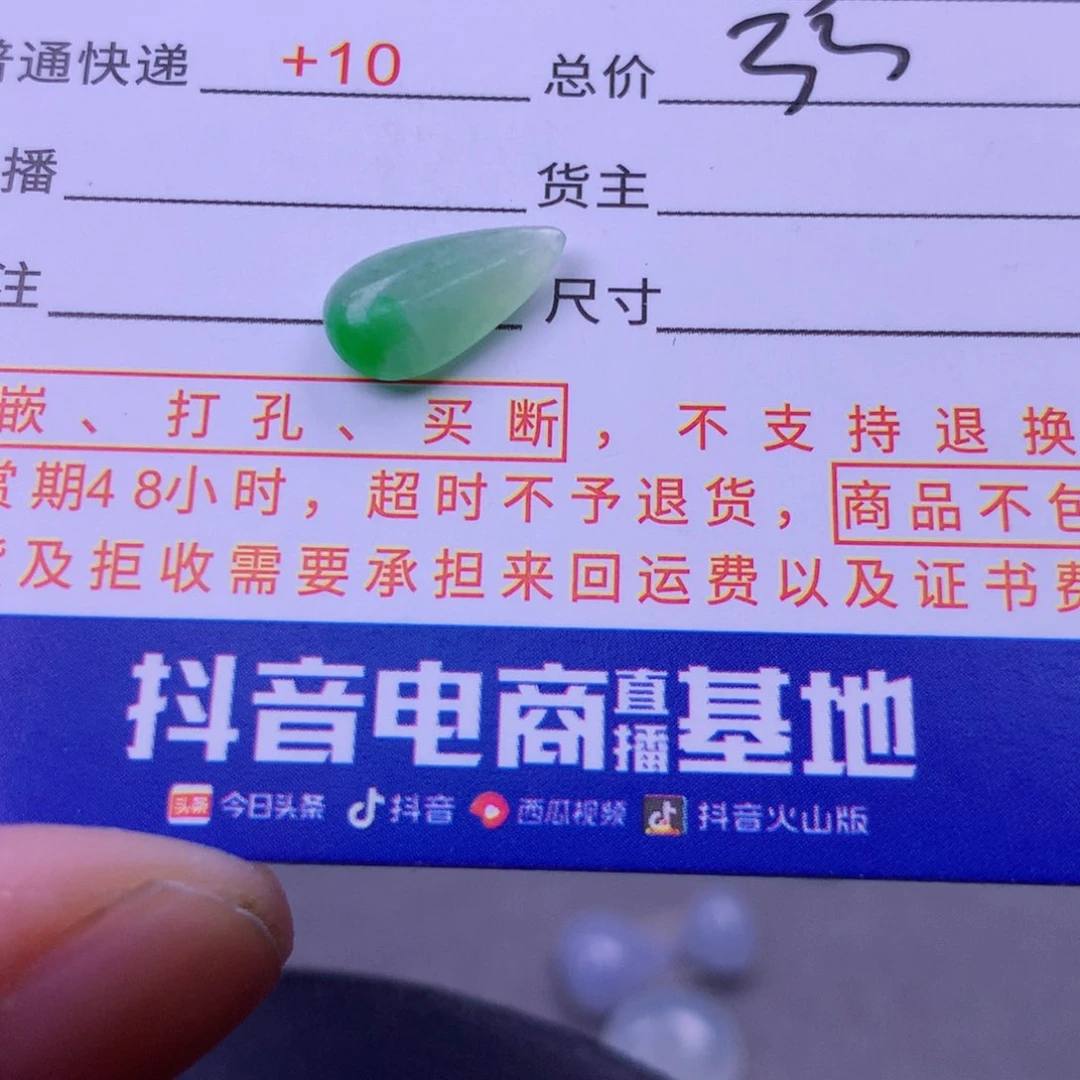 普通快递 +10 总价
播 货主
注 尺寸
嵌、打孔、买断，不支持退换
赏期48小时，超时不予退货，商品不包
货及拒收需要承担来回运费以及证书费
抖音电商直播基地
头条 今日头条 抖音 西瓜视频 抖音火山版